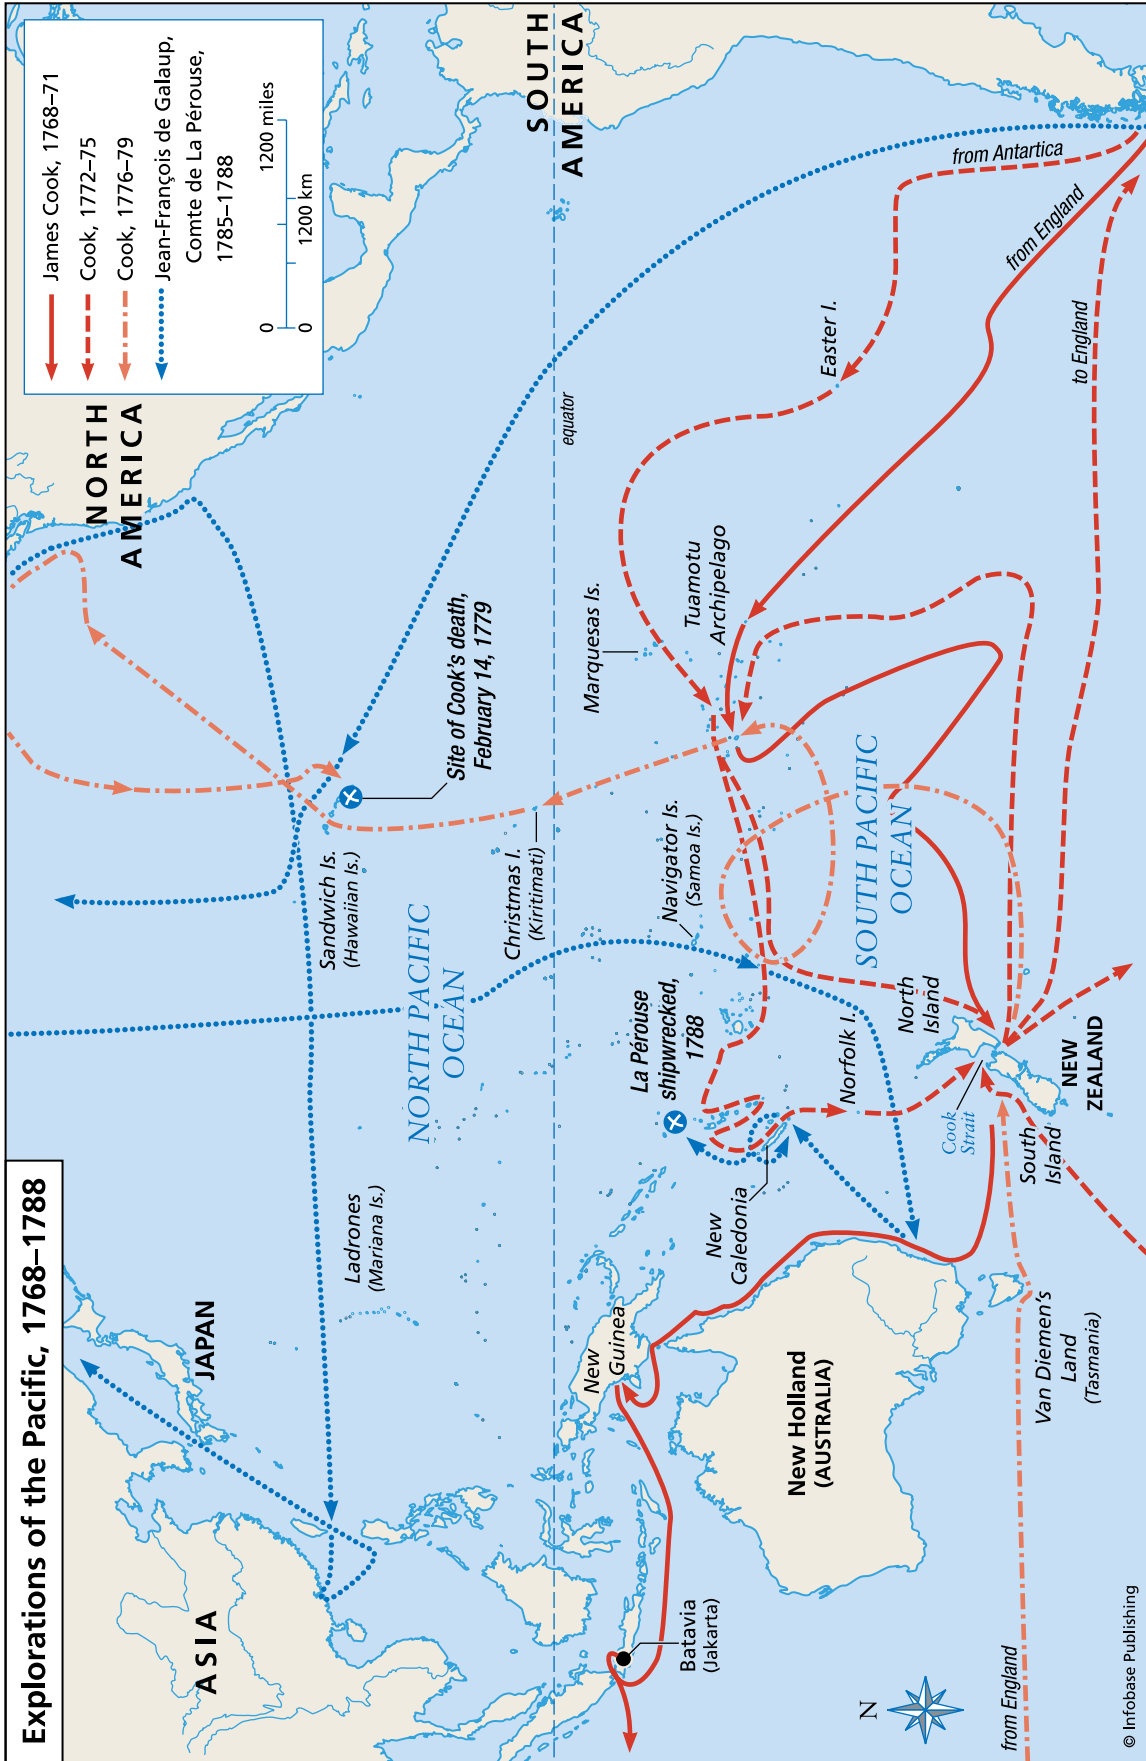 Explorations of the Pacific, 1768–1788
James Cook, 1768–71
Cook, 1772–75
Cook, 1776–79
Jean-François de Galaup,
Comte de La Pérouse,
1785–1788
0
1200 miles
0
1200 km
ASIA
JAPAN
NORTH
AMERICA
SOUTH
AMERICA
Ladrones
(Mariana Is.)
NORTH PACIFIC
OCEAN
Sandwich Is.
(Hawaiian Is.)
Site of Cook's death,
February 14, 1779
Christmas I.
(Kiritimati)
equator
Marquesas Is.
Tuamotu
Archipelago
Easter I.
from Antartica
from England
to England
Navigator Is.
(Samoa Is.)
SOUTH PACIFIC
OCEAN
La Pérouse
shipwrecked,
1788
New
Guinea
New
Caledonia
Norfolk I.
North
Island
Cook
Strait
South
Island
NEW
ZEALAND
Batavia
(Jakarta)
New Holland
(AUSTRALIA)
Van Diemen's
Land
(Tasmania)
from England
N
© Infobase Publishing